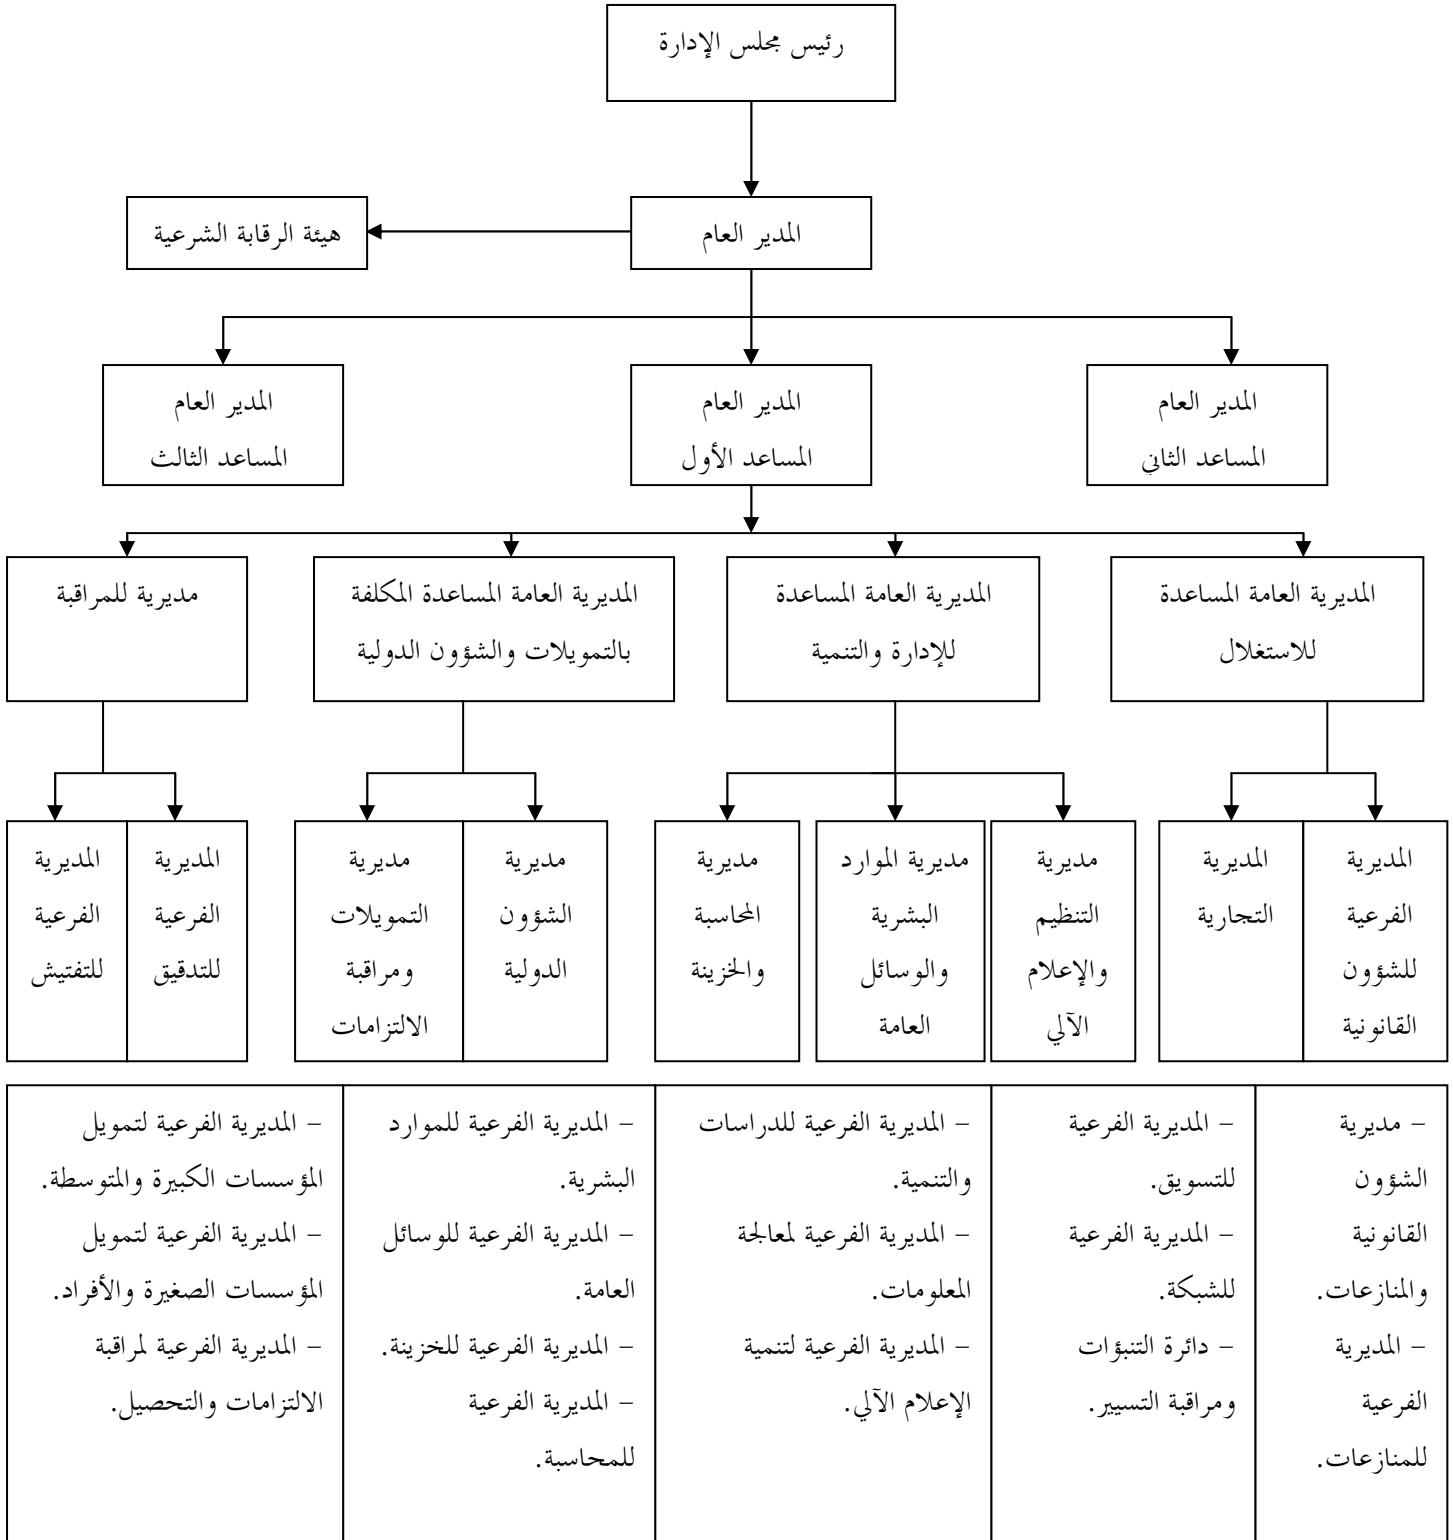 رئيس مجلس الإدارة
المدير العام
هيئة الرقابة الشرعية
المدير العام
المساعد الثاني
المدير العام
المساعد الأول
المدير العام
المساعد الثالث
المديرية العامة المساعدة
للاستغلال
المديرية العامة المساعدة
للإدارة والتنمية
المديرية العامة المساعدة المكلفة
بالتمويلات والشؤون الدولية
مديرية للمراقبة
المديرية
الفرعية
للشؤون
القانونية
المديرية
التجارية
مديرية
التنظيم
والإعلام
الآلي
مديرية الموارد
البشرية
والوسائل
العامة
مديرية
المحاسبة
والخزينة
مديرية
الشؤون
الدولية
مديرية
التمويلات
ومراقبة
الالتزامات
المديرية
الفرعية
للتدقيق
المديرية
الفرعية
للتفتيش
– مديرية
الشؤون
القانونية
والمنازعات.
– المديرية
الفرعية
للمنازعات.
– المديرية الفرعية
للتسويق.
– المديرية الفرعية
للشبكة.
– دائرة التنبؤات
ومراقبة التسيير.
– المديرية الفرعية للدراسات
والتنمية.
– المديرية الفرعية لمعالجة
المعلومات.
– المديرية الفرعية لتنمية
الإعلام الآلي.
– المديرية الفرعية للموارد
البشرية.
– المديرية الفرعية للوسائل
العامة.
– المديرية الفرعية للخزينة.
– المديرية الفرعية
للمحاسبة.
– المديرية الفرعية لتمويل
المؤسسات الكبيرة والمتوسطة.
– المديرية الفرعية لتمويل
المؤسسات الصغيرة والأفراد.
– المديرية الفرعية لمراقبة
الالتزامات والتحصيل.